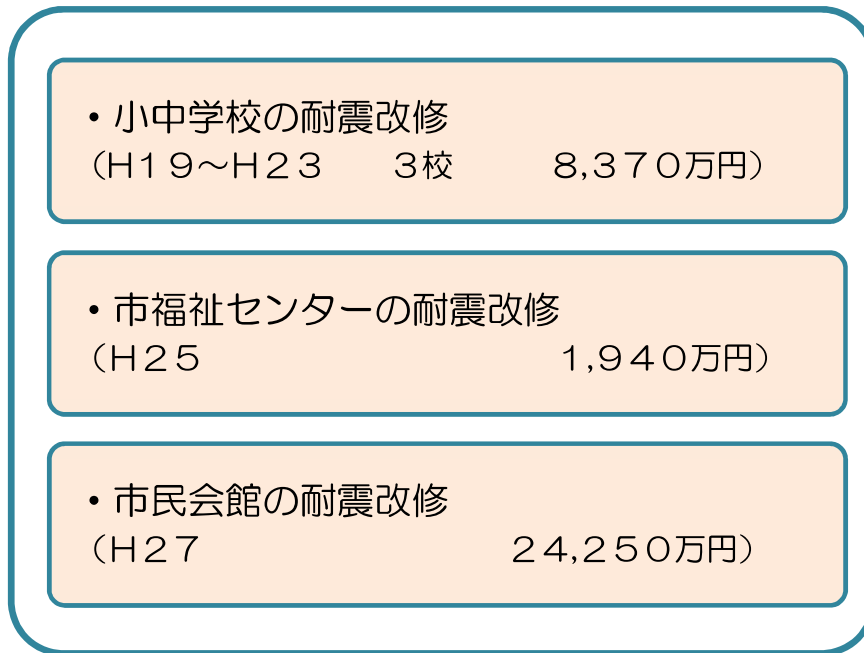 ・小中学校の耐震改修
（H１９～H２３　　３校　　　８,３７０万円）
・市福祉センターの耐震改修
（H２５　　　　　　　　　　　１,９４０万円）
・市民会館の耐震改修
（H２７　　　　　　　　　２４,２５０万円）